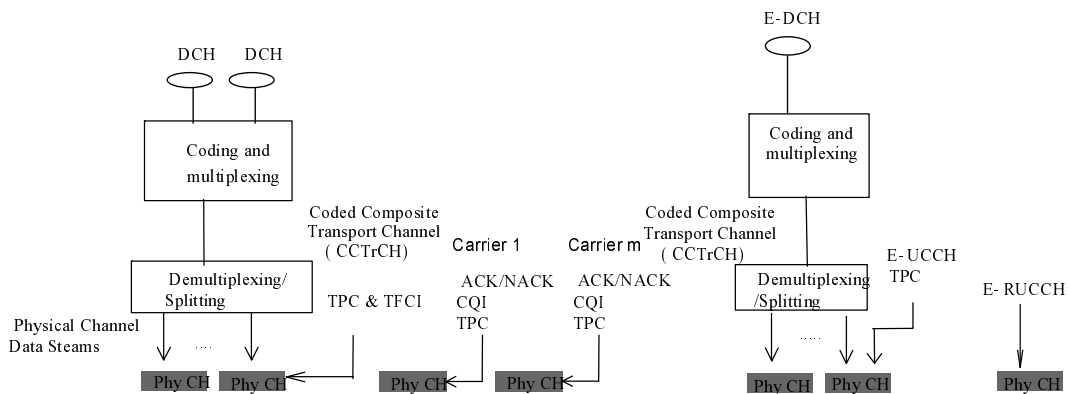 DCH
DCH
Coding and
multiplexing
Coded Composite
Transport Channel
( CCTrCH)
Demultiplexing/
Splitting
TPC & TFCI
Physical Channel
Data Steams
. . . .
Phy CH
Phy CH
Carrier 1
ACK/NACK
CQI
TPC
Phy CH
Carrier m
ACK/NACK
CQI
TPC
Phy CH
E-DCH
Coding and
multiplexing
Coded Composite
Transport Channel
( CCTrCH)
Demultiplexing
/Splitting
E-UCCH
TPC
.....
Phy CH
Phy CH
E- RUCCH
Phy CH